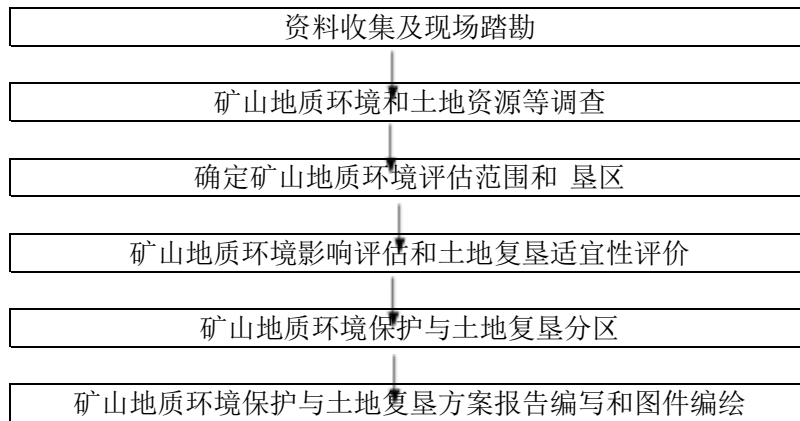 资料收集及现场踏勘
矿山地质环境和土地资源等调查
确定矿山地质环境评估范围和 垦区
矿山地质环境影响评估和土地复垦适宜性评价
矿山地质环境保护与土地复垦分区
矿山地质环境保护与土地复垦方案报告编写和图件编绘